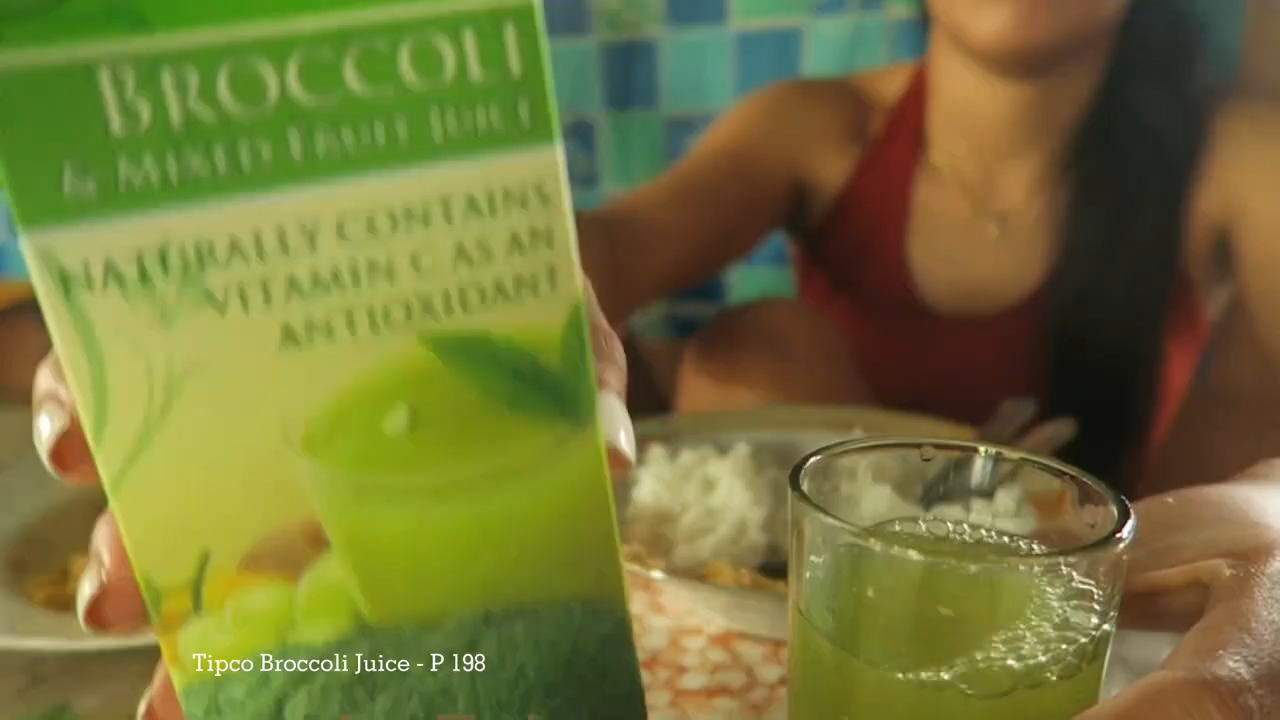 BROCCOLI
& MIXED FRUIT JUICE
NATURALLY CONTAINS
VITAMIN C AS AN
ANTIOXIDANT
Tipco Broccoli Juice - P 198